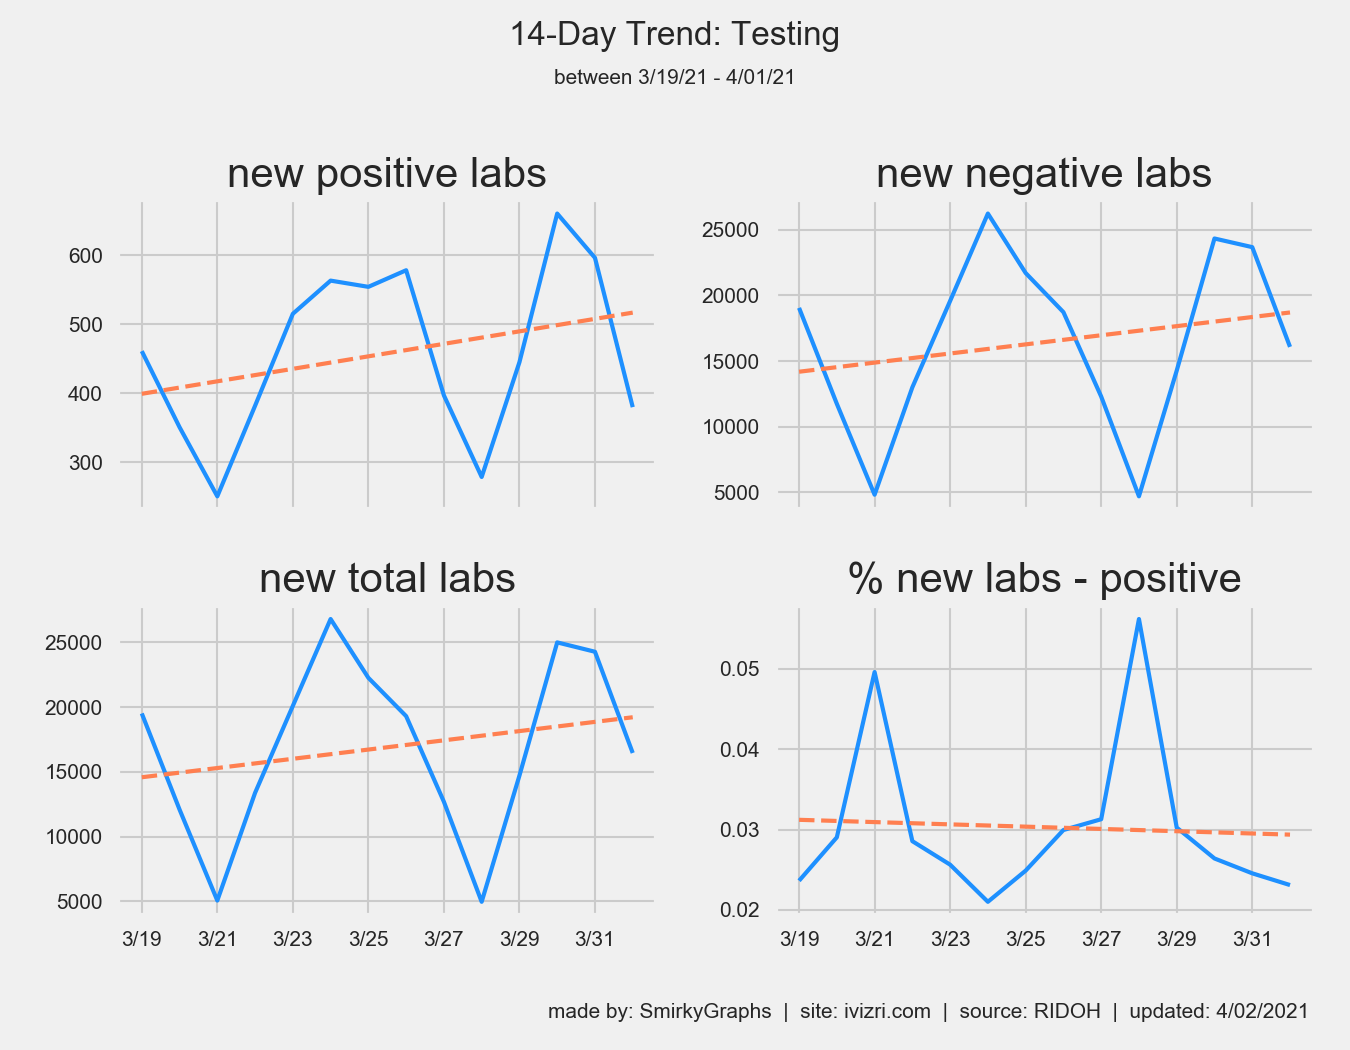 14-Day Trend: Testing
between 3/19/21 - 4/01/21
new positive labs
600
500
400
300
new negative labs
25000
20000
15000
10000
5000
new total labs
25000
20000
15000
10000
5000
3/19 3/21 3/23 3/25 3/27 3/29 3/31
% new labs - positive
0.05
0.04
0.03
0.02
3/19 3/21 3/23 3/25 3/27 3/29 3/31
made by: SmirkyGraphs | site: ivizri.com | source: RIDOH | updated: 4/02/2021